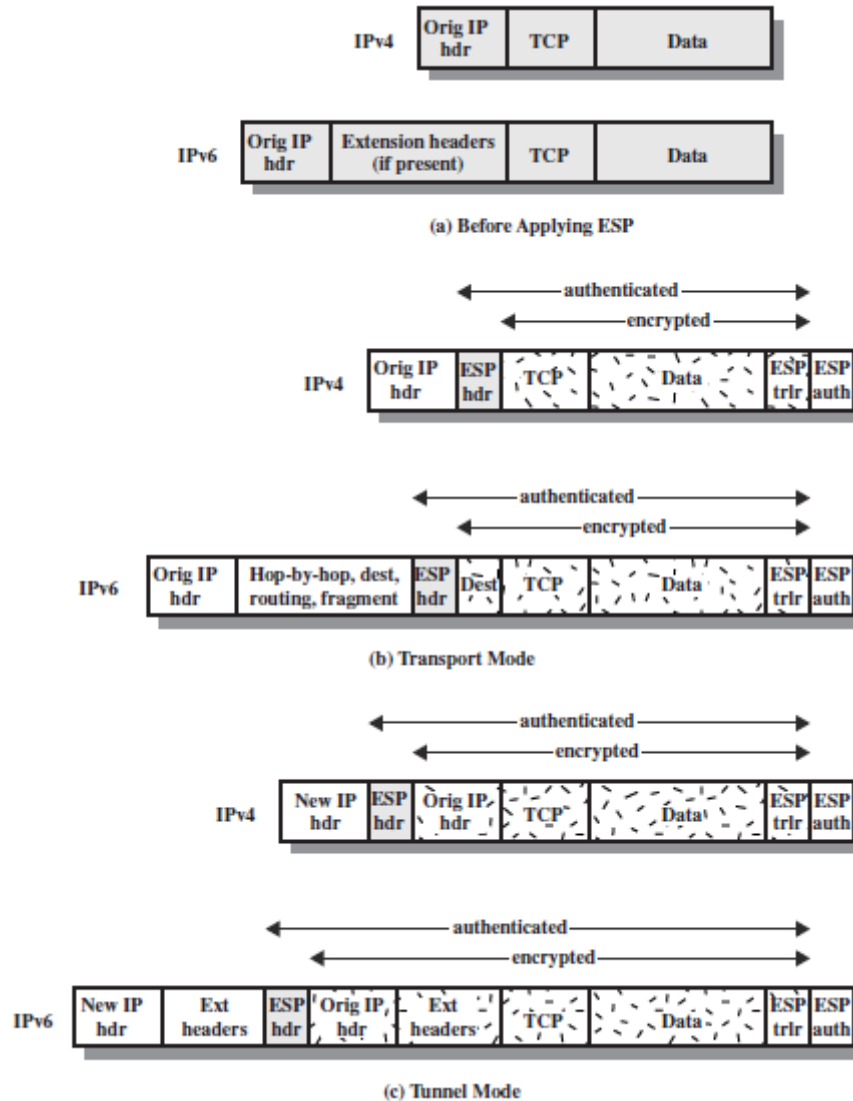 IPv4
Orig IP
hdr
TCP
Data
IPv6
Orig IP
hdr
Extension headers
(if present)
TCP
Data
(a) Before Applying ESP
authenticated
encrypted
IPv4
Orig IP
hdr
ESP
hdr
TCP
Data
ESP
trlr
ESP
auth
authenticated
encrypted
IPv6
Orig IP
hdr
Hop-by-hop, dest,
routing, fragment
ESP
hdr
Dest
TCP
Data
ESP
trlr
ESP
auth
(b) Transport Mode
authenticated
encrypted
IPv4
New IP
hdr
ESP
hdr
Orig IP
hdr
TCP
Data
ESP
trlr
ESP
auth
authenticated
encrypted
IPv6
New IP
hdr
Ext
headers
ESP
hdr
Orig IP
hdr
Ext
headers
TCP
Data
ESP
trlr
ESP
auth
(c) Tunnel Mode